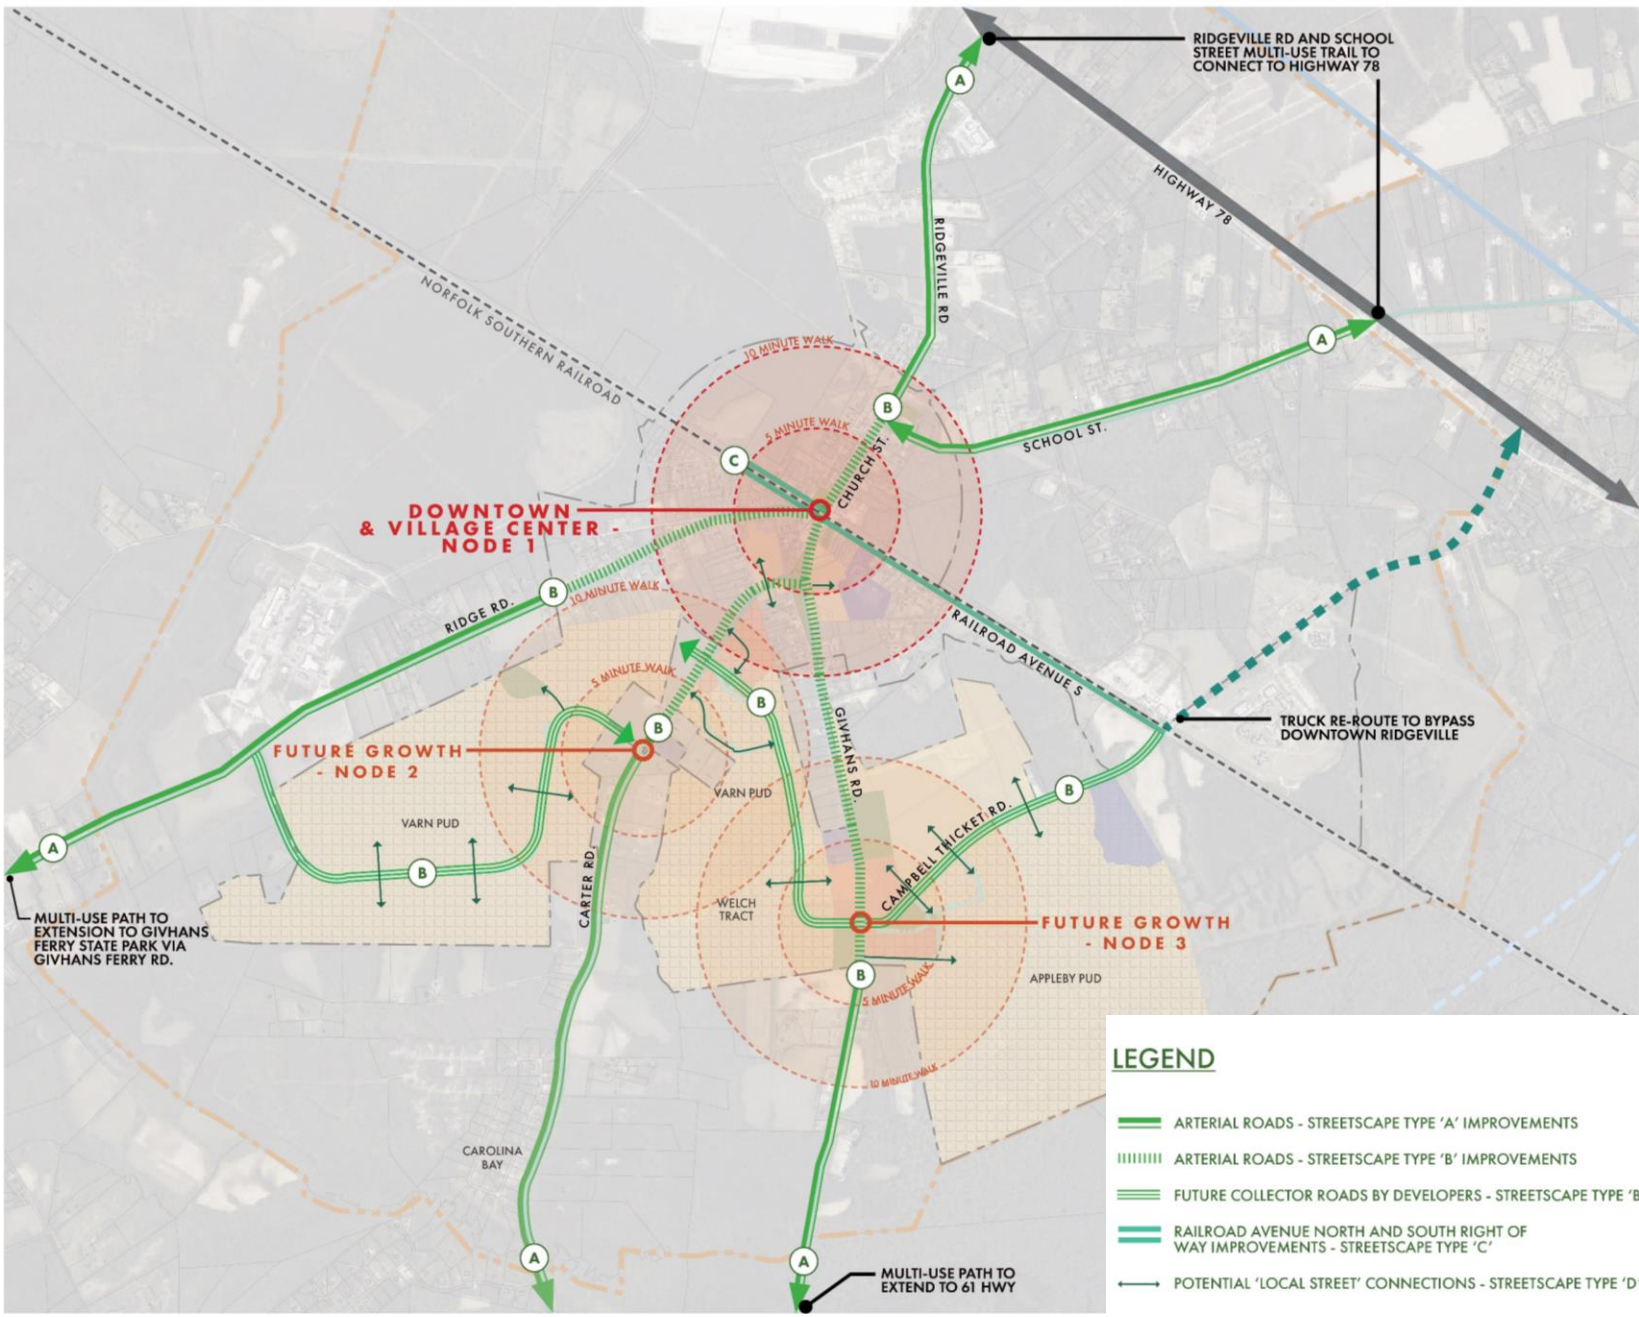 RIDGEVILLE RD AND SCHOOL
STREET MULTI-USE TRAIL TO
CONNECT TO HIGHWAY 78
A
HIGHWAY 78
RIDGEVILLE RD
NORFOLK SOUTHERN RAILROAD
A
10 MINUTE WALK
B
5 MINUTE WALK
CHURCH ST.
SCHOOL ST.
C
DOWNTOWN
& VILLAGE CENTER -
NODE 1
B
10 MINUTE WALK
RIDGE RD.
RAILROAD AVENUE S
5 MINUTE WALK
B
B
GIVHANS RD.
TRUCK RE-ROUTE TO BYPASS
DOWNTOWN RIDGEVILLE
FUTURE GROWTH
- NODE 2
VARN PUD
B
CAMPBELL THICKET RD.
VARN PUD
A
B
CARTER RD.
WELCH
TRACT
MULTI-USE PATH TO
EXTENSION TO GIVHANS
FERRY STATE PARK VIA
GIVHANS FERRY RD.
FUTURE GROWTH
- NODE 3
B
5 MINUTE WALK
APPLEBY PUD
10 MINUTE WALK
CAROLINA
BAY
A
A
MULTI-USE PATH TO
EXTEND TO 61 HWY
LEGEND
ARTERIAL ROADS - STREETSCAPE TYPE 'A' IMPROVEMENTS
ARTERIAL ROADS - STREETSCAPE TYPE 'B' IMPROVEMENTS
FUTURE COLLECTOR ROADS BY DEVELOPERS - STREETSCAPE TYPE 'B
RAILROAD AVENUE NORTH AND SOUTH RIGHT OF
WAY IMPROVEMENTS - STREETSCAPE TYPE 'C'
POTENTIAL 'LOCAL STREET' CONNECTIONS - STREETSCAPE TYPE 'D'